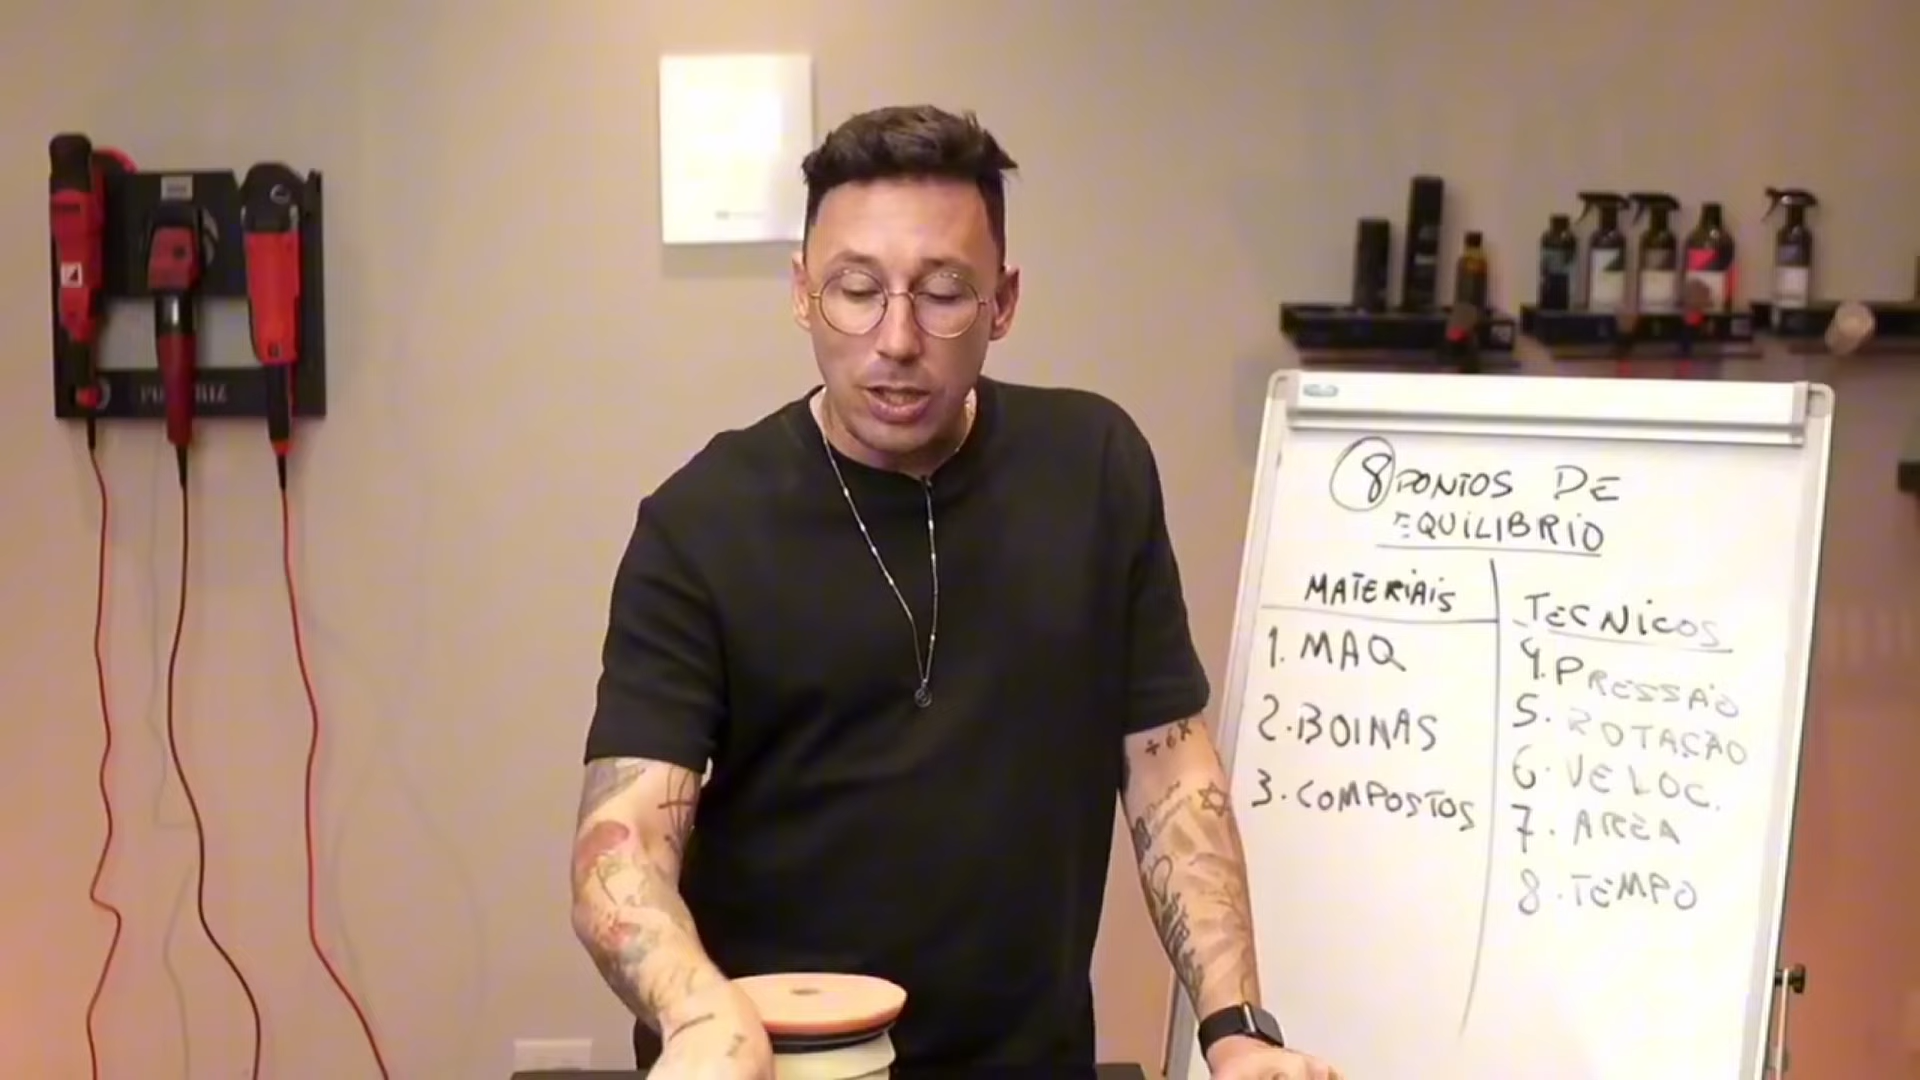 8 PONTOS DE
EQUILIBRIO
MATERIAIS
1. MAQ
2. BOINAS
3. COMPOSTOS
TECNICOS
4. PRESSÃO
5. ROTAÇÃO
6. VELOC.
7. AREA
8. TEMPO